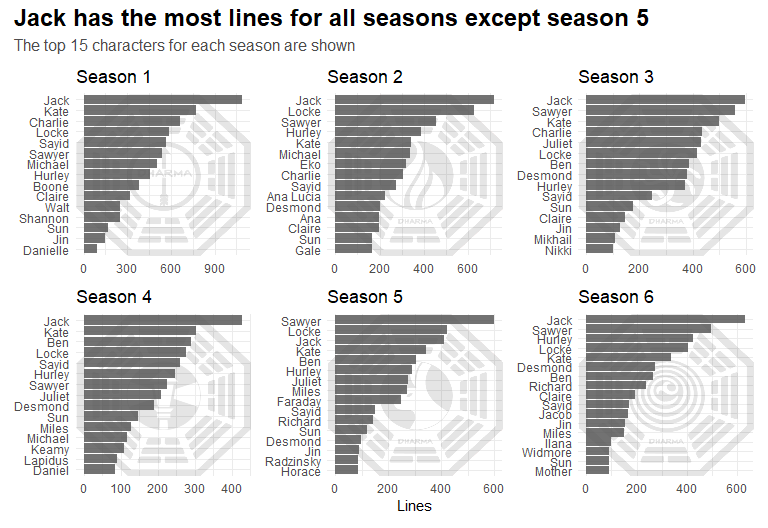 Jack has the most lines for all seasons except season 5
The top 15 characters for each season are shown
Season 1
Jack
Kate
Charlie
Locke
Sayid
Sawyer
Michael
Hurley
Boone
Claire
Walt
Shannon
Sun
Jin
Danielle
0 300 600 900
DHARMA
Season 2
Jack
Locke
Sawyer
Hurley
Kate
Michael
Eko
Charlie
Sayid
Ana Lucia
Desmond
Ana
Claire
Sun
Gale
0 200 400 600
DHARMA
Season 3
Jack
Sawyer
Kate
Charlie
Juliet
Locke
Ben
Desmond
Hurley
Sayid
Sun
Claire
Jin
Mikhail
Nikki
0 200 400 600
DHARMA
Season 4
Jack
Kate
Ben
Locke
Sayid
Hurley
Sawyer
Juliet
Desmond
Sun
Miles
Michael
Keamy
Lapidus
Daniel
0 100 200 300 400
Season 5
Sawyer
Locke
Jack
Kate
Ben
Hurley
Juliet
Miles
Faraday
Sayid
Richard
Sun
Desmond
Jin
Radzinsky
Horace
0 200 400 600
DHARMA
Season 6
Jack
Sawyer
Hurley
Locke
Kate
Desmond
Ben
Richard
Claire
Sayid
Jacob
Jin
Miles
Ilana
Widmore
Sun
Mother
0 200 400 600
DHARMA
Lines